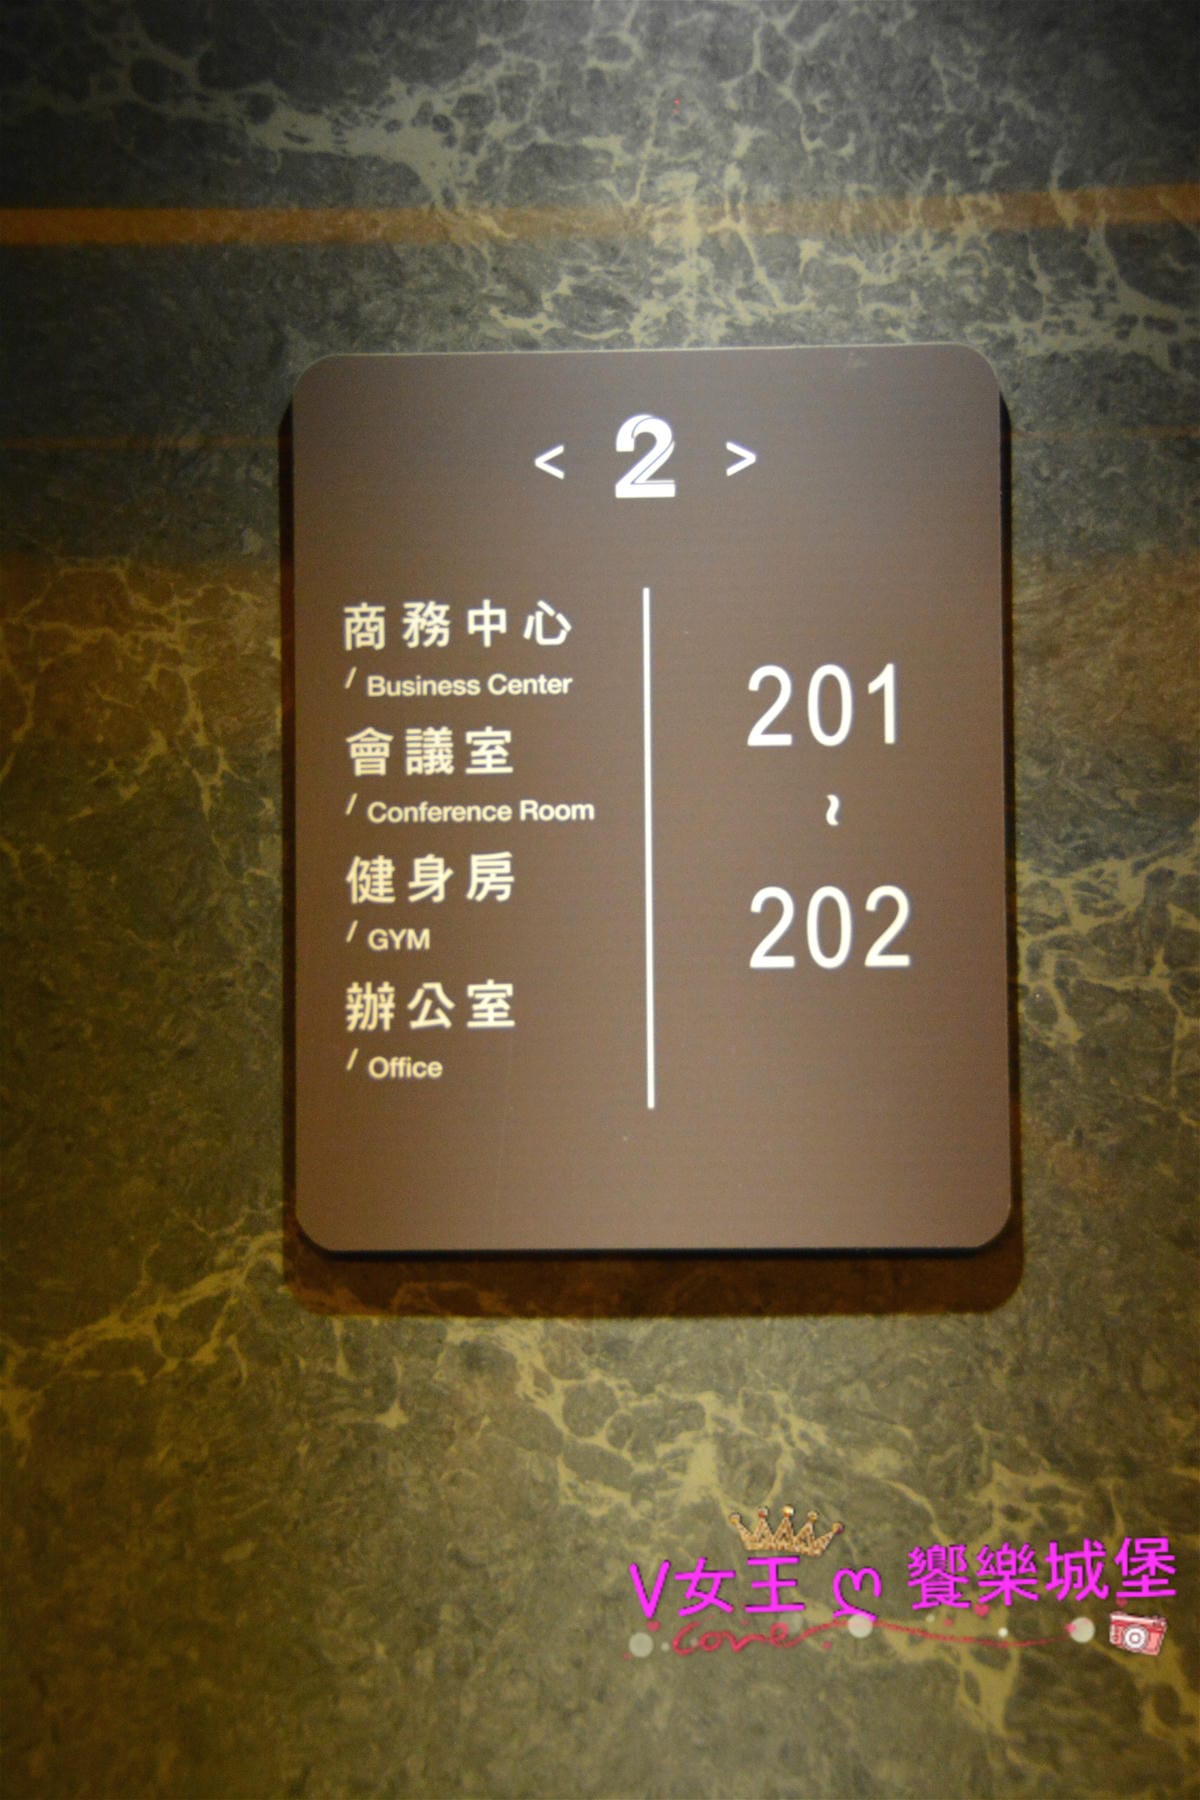 < 2 >
商務中心
/ Business Center
會議室
/ Conference Room
健身房
/ GYM
辦公室
/ Office
201
~
202
V女王 ღ 饗樂城堡